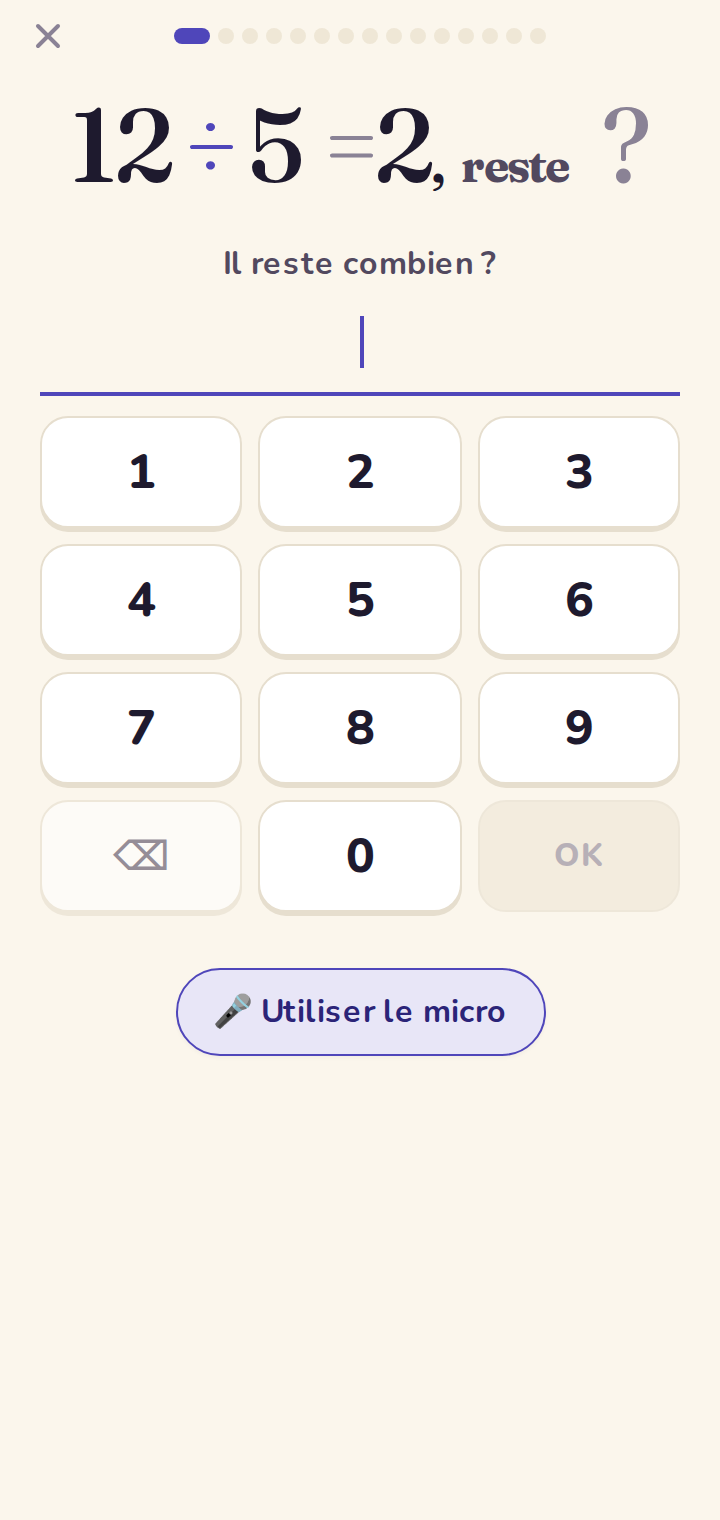 12 ÷ 5 = 2, reste ?
Il reste combien ?
1 2 3
4 5 6
7 8 9
⌫ 0 OK
🎤 Utiliser le micro